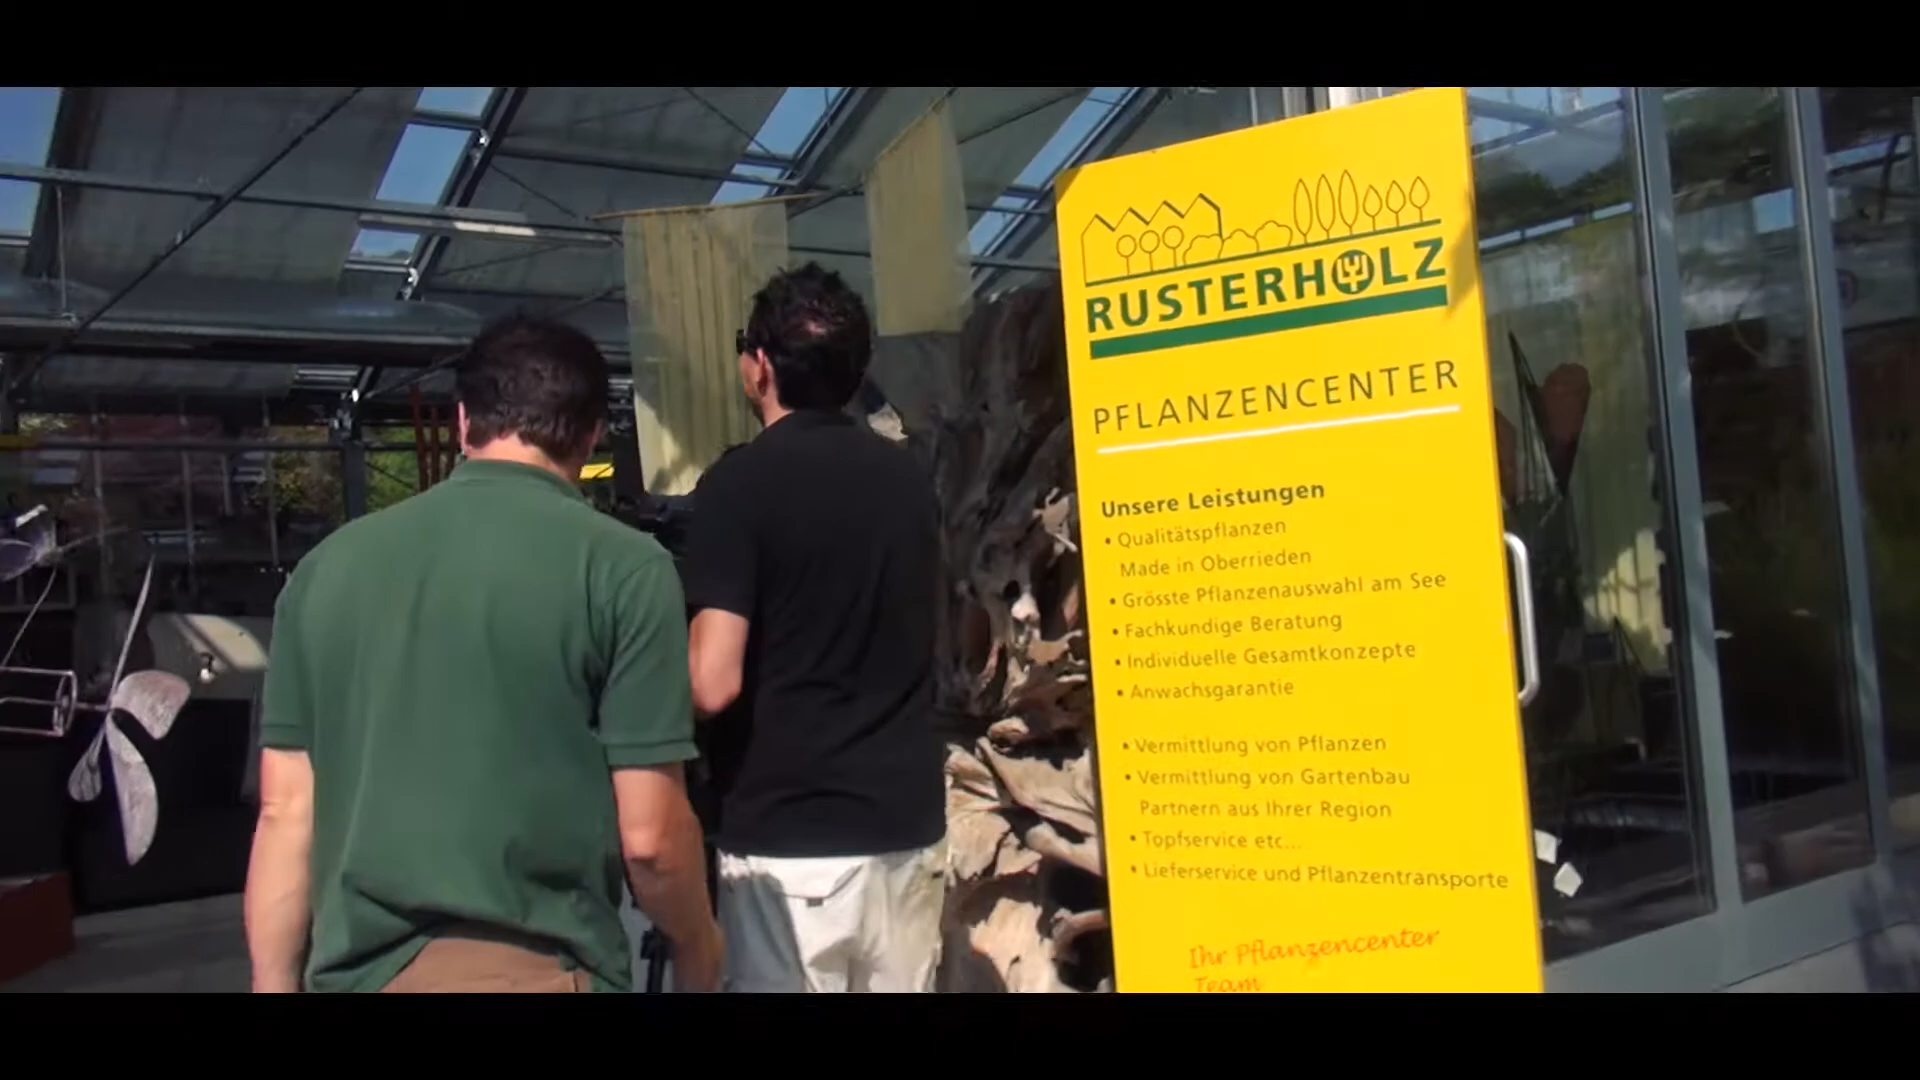 RUSTERHOLZ
PFLANZENCENTER
Unsere Leistungen
• Qualitätspflanzen
Made in Oberrieden
• Grösste Pflanzenauswahl am See
• Fachkundige Beratung
• Individuelle Gesamtkonzepte
• Anwachsgarantie
• Vermittlung von Pflanzen
• Vermittlung von Gartenbau
Partnern aus Ihrer Region
• Topfservice etc...
• Lieferservice und Pflanzentransporte
Ihr Pflanzencenter
Team